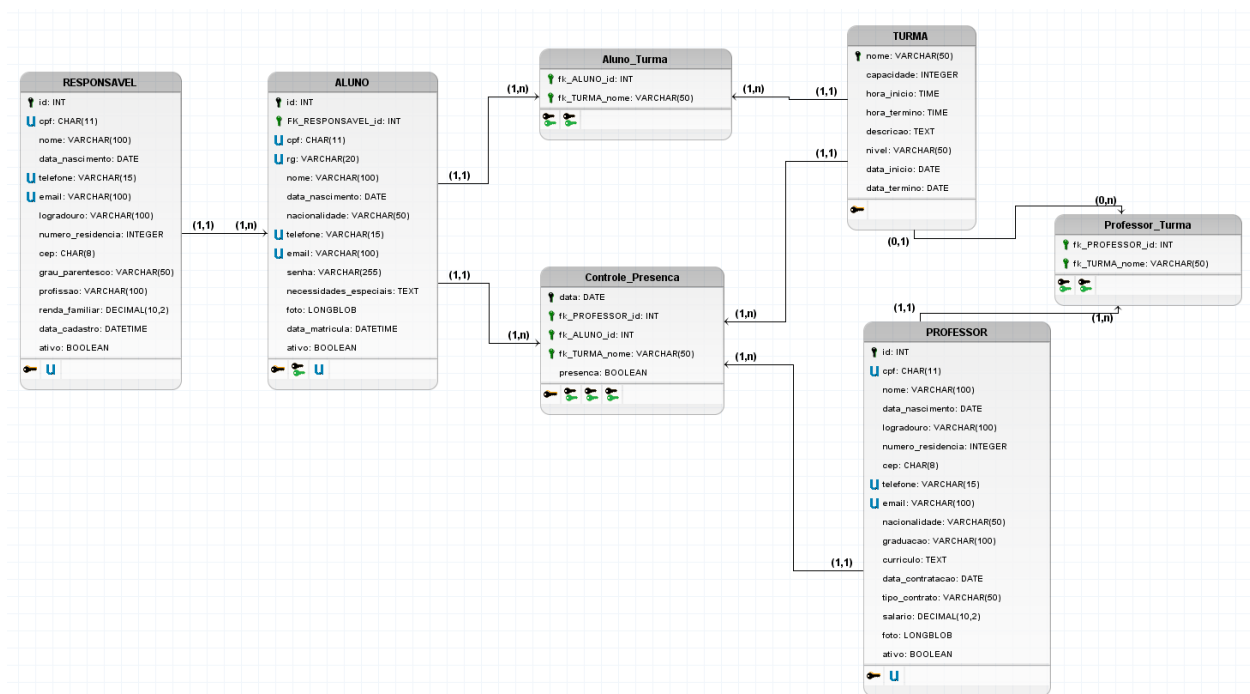 RESPONSAVEL
id: INT
cpf: CHAR(11)
nome: VARCHAR(100)
data_nascimento: DATE
telefone: VARCHAR(15)
email: VARCHAR(100)
logradouro: VARCHAR(100)
numero_residencia: INTEGER
cep: CHAR(8)
grau_parentesco: VARCHAR(50)
profissao: VARCHAR(100)
renda_familiar: DECIMAL(10,2)
data_cadastro: DATETIME
ativo: BOOLEAN
(1,1)
(1,n)
ALUNO
id: INT
FK_RESPONSAVEL_id: INT
cpf: CHAR(11)
rg: VARCHAR(20)
nome: VARCHAR(100)
data_nascimento: DATE
nacionalidade: VARCHAR(50)
telefone: VARCHAR(15)
email: VARCHAR(100)
senha: VARCHAR(255)
necessidades_especiais: TEXT
foto: LONGBLOB
data_matricula: DATETIME
ativo: BOOLEAN
(1,1)
(1,n)
(1,1)
(1,n)
Aluno_Turma
fk_ALUNO_id: INT
fk_TURMA_nome: VARCHAR(50)
(1,n)
(1,1)
Controle_Presenca
data: DATE
fk_PROFESSOR_id: INT
fk_ALUNO_id: INT
fk_TURMA_nome: VARCHAR(50)
presenca: BOOLEAN
(1,n)
(1,1)
(1,n)
(1,1)
TURMA
nome: VARCHAR(50)
capacidade: INTEGER
hora_inicio: TIME
hora_termino: TIME
descricao: TEXT
nivel: VARCHAR(50)
data_inicio: DATE
data_termino: DATE
(0,1)
(0,n)
Professor_Turma
fk_PROFESSOR_id: INT
fk_TURMA_nome: VARCHAR(50)
(1,1)
(1,n)
PROFESSOR
id: INT
cpf: CHAR(11)
nome: VARCHAR(100)
data_nascimento: DATE
logradouro: VARCHAR(100)
numero_residencia: INTEGER
cep: CHAR(8)
telefone: VARCHAR(15)
email: VARCHAR(100)
nacionalidade: VARCHAR(50)
graduacao: VARCHAR(100)
curriculo: TEXT
data_contratacao: DATE
tipo_contrato: VARCHAR(50)
salario: DECIMAL(10,2)
foto: LONGBLOB
ativo: BOOLEAN